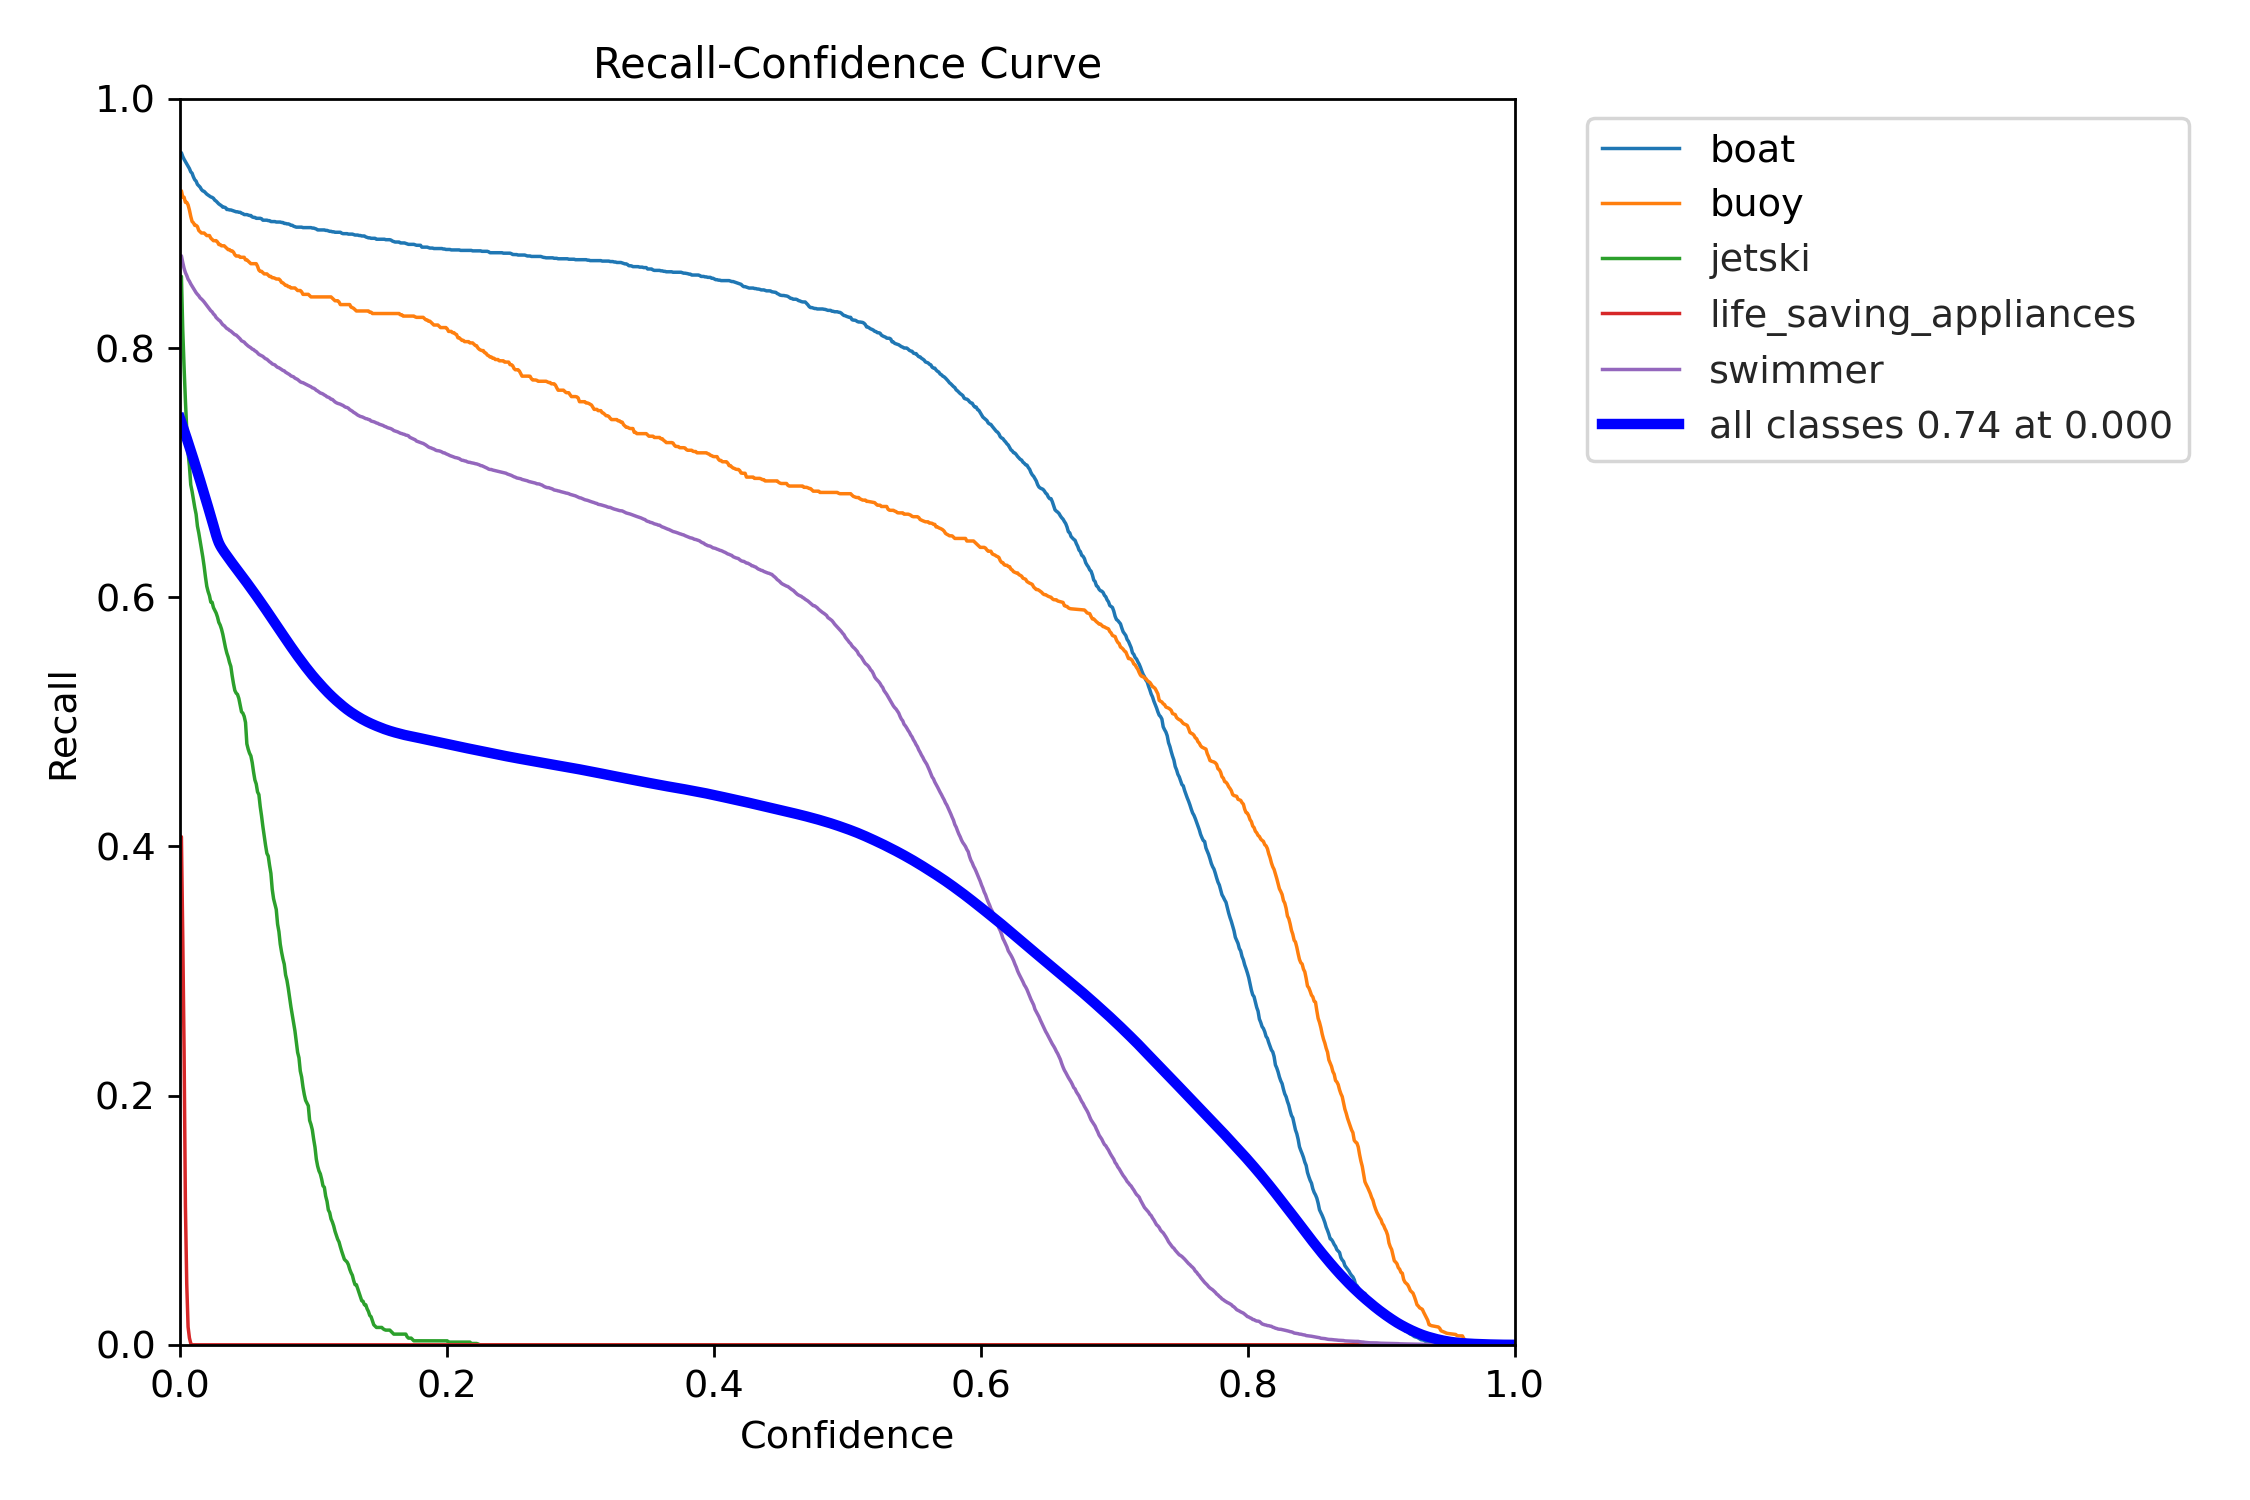 Recall-Confidence Curve
1.0
0.8
0.6
0.4
0.2
0.0
Recall
0.0 0.2 0.4 0.6 0.8 1.0
Confidence
boat
buoy
jetski
life_saving_appliances
swimmer
all classes 0.74 at 0.000